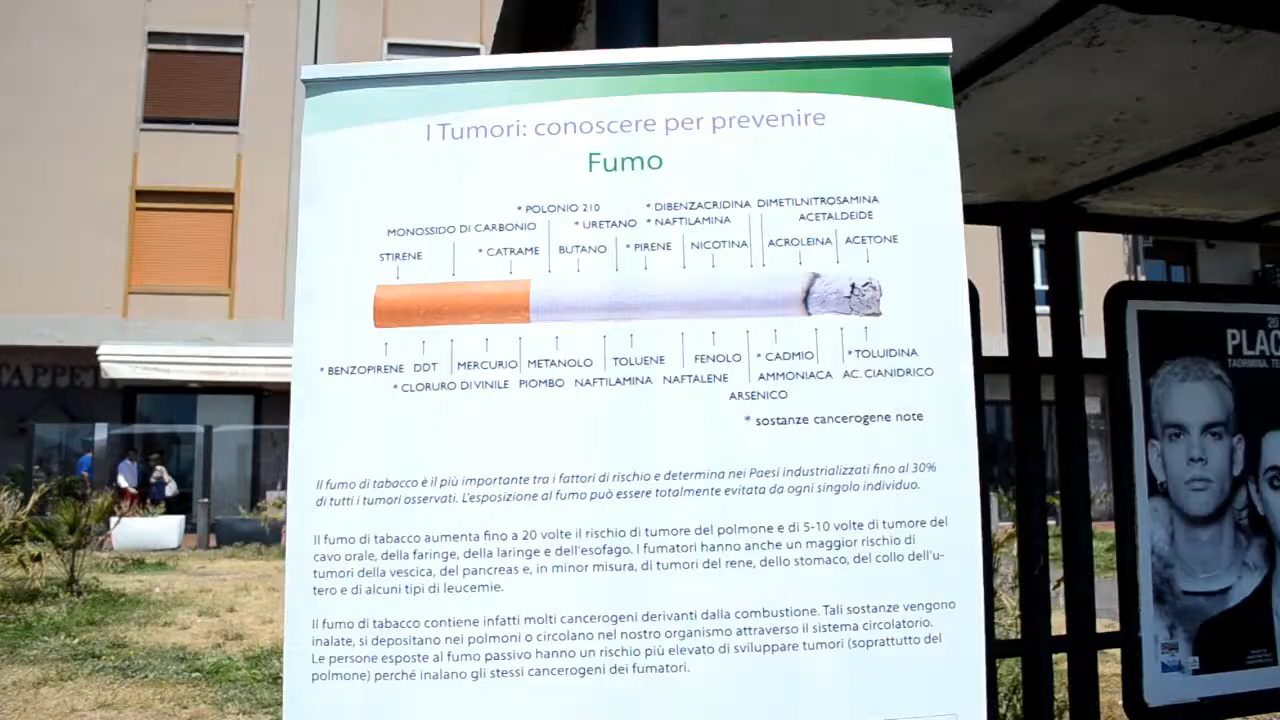 I Tumori: conoscere per prevenire
Fumo
* POLONIO 210
* DIBENZACRIDINA
DIMETILNITROSAMINA
MONOSSIDO DI CARBONIO
* URETANO
* NAFTILAMINA
ACETALDEIDE
STIRENE
* CATRAME
BUTANO
* PIRENE
NICOTINA
ACROLEINA
ACETONE
* BENZOPIRENE
DDT
MERCURIO
METANOLO
TOLUENE
FENOLO
* CADMIO
* TOLUIDINA
* CLORURO DI VINILE
PIOMBO
NAFTILAMINA
NAFTALENE
AMMONIACA
AC. CIANIDRICO
ARSENICO
* sostanze cancerogene note
Il fumo di tabacco è il più importante tra i fattori di rischio e determina nei Paesi industrializzati fino al 30%
di tutti i tumori osservati. L'esposizione al fumo può essere totalmente evitata da ogni singolo individuo.
Il fumo di tabacco aumenta fino a 20 volte il rischio di tumore del polmone e di 5-10 volte di tumore del
cavo orale, della faringe, della laringe e dell'esofago. I fumatori hanno anche un maggior rischio di
tumori della vescica, del pancreas e, in minor misura, di tumori del rene, dello stomaco, del collo dell'u-
tero e di alcuni tipi di leucemie.
Il fumo di tabacco contiene infatti molti cancerogeni derivanti dalla combustione. Tali sostanze vengono
inalate, si depositano nei polmoni o circolano nel nostro organismo attraverso il sistema circolatorio.
Le persone esposte al fumo passivo hanno un rischio più elevato di sviluppare tumori (soprattutto del
polmone) perché inalano gli stessi cancerogeni dei fumatori.
TAPPET
20
PLAC
TAORMINA. TE